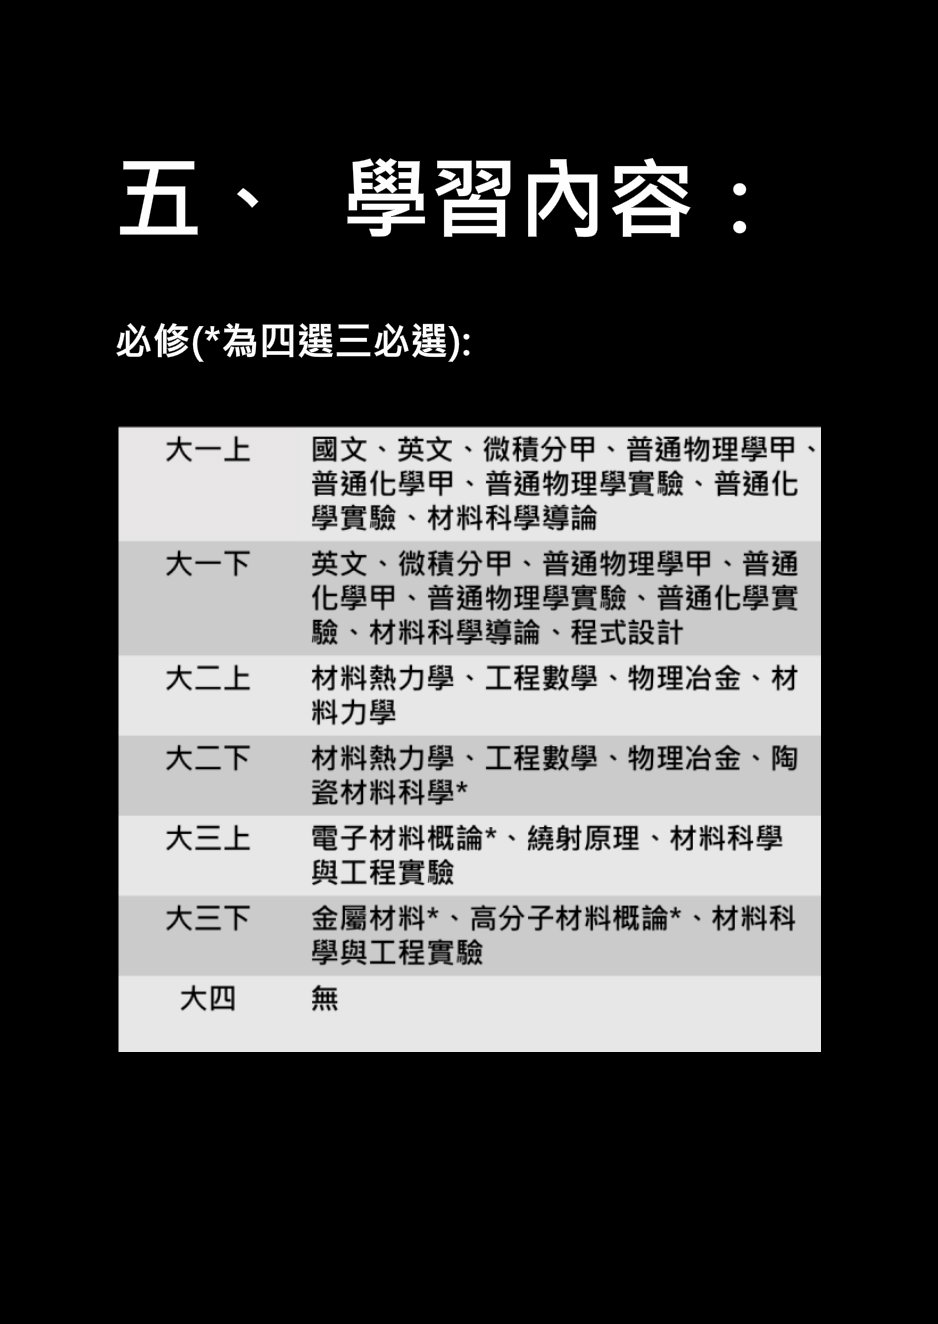 五、 學習內容：
必修(*為四選三必選):
大一上 國文、英文、微積分甲、普通物理學甲、
普通化學甲、普通物理學實驗、普通化
學實驗、材料科學導論
大一下 英文、微積分甲、普通物理學甲、普通
化學甲、普通物理學實驗、普通化學實
驗、材料科學導論、程式設計
大二上 材料熱力學、工程數學、物理冶金、材
料力學
大二下 材料熱力學、工程數學、物理冶金、陶
瓷材料科學*
大三上 電子材料概論*、繞射原理、材料科學
與工程實驗
大三下 金屬材料*、高分子材料概論*、材料科
學與工程實驗
大四 無